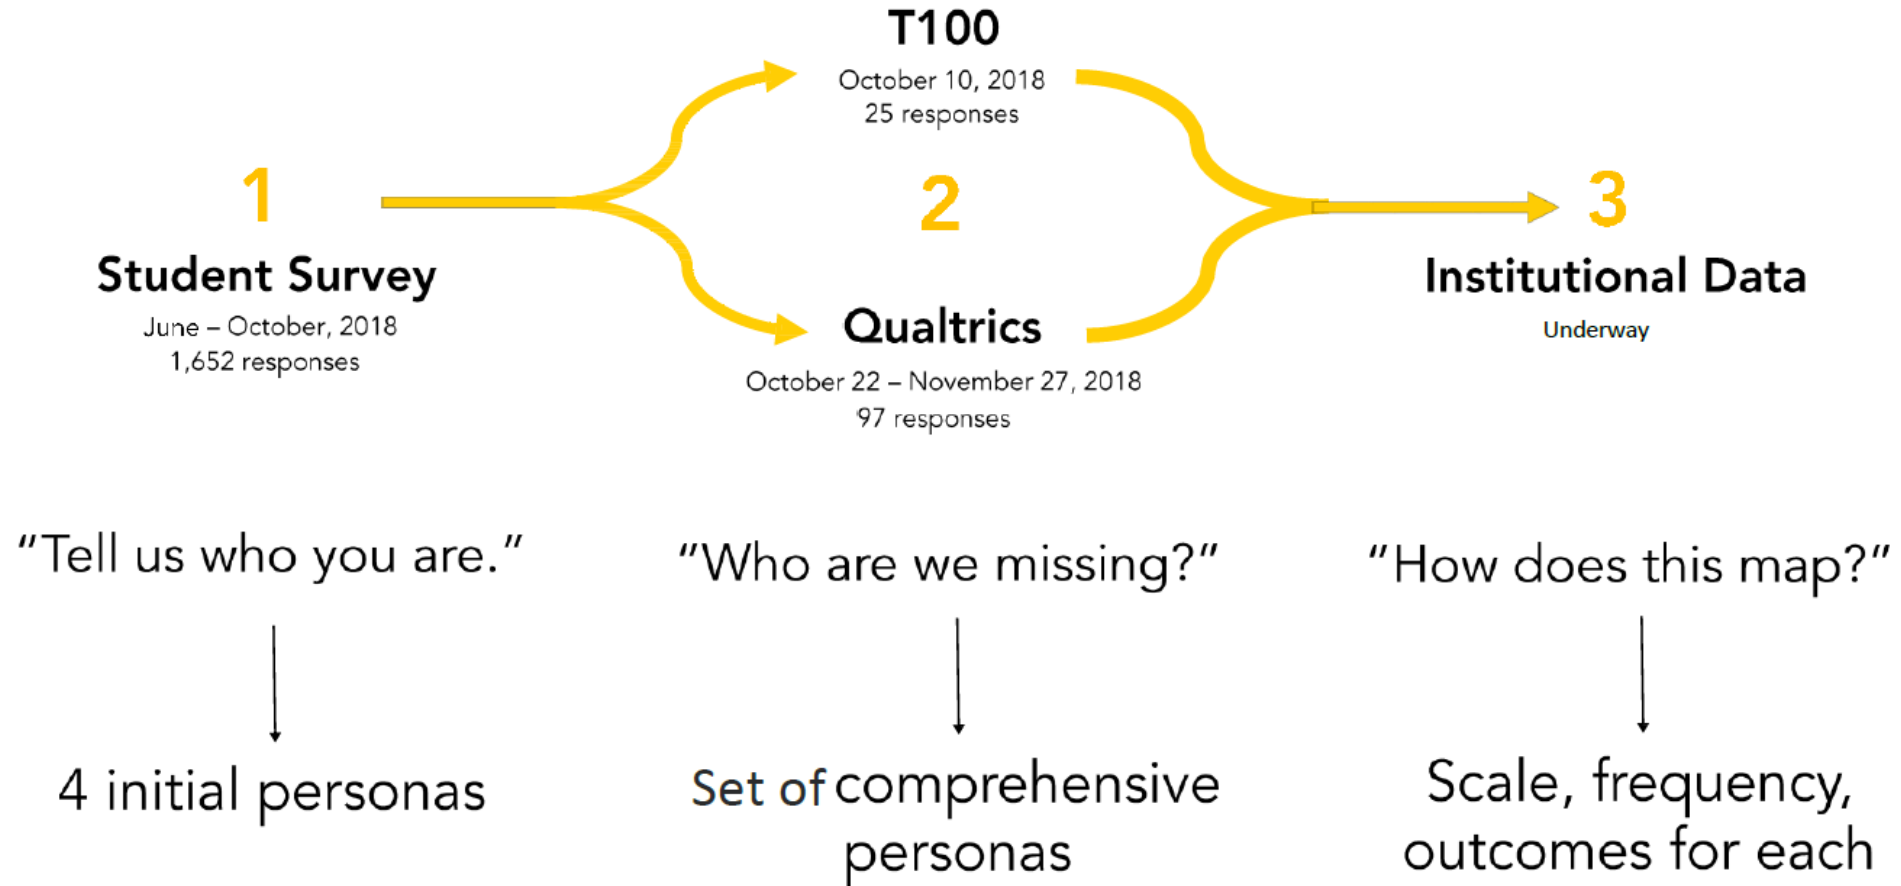 T100
October 10, 2018
25 responses
1
2
3
Student Survey
June – October, 2018
1,652 responses
Qualtrics
October 22 – November 27, 2018
97 responses
Institutional Data
Underway
“Tell us who you are.”
“Who are we missing?”
“How does this map?”
4 initial personas
Set of comprehensive
personas
Scale, frequency,
outcomes for each